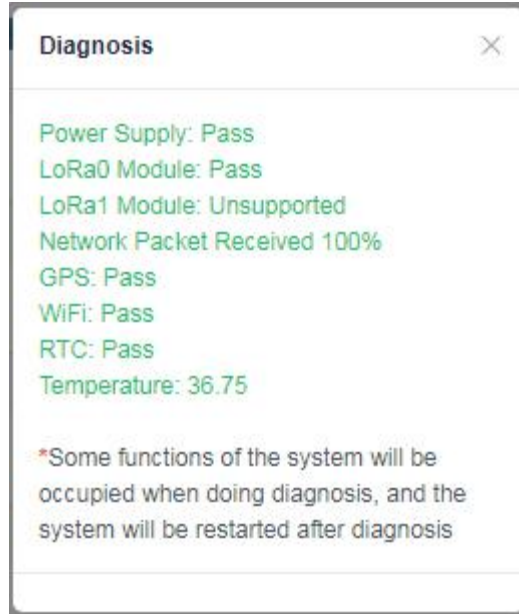 Diagnosis
Power Supply: Pass
LoRa0 Module: Pass
LoRa1 Module: Unsupported
Network Packet Received 100%
GPS: Pass
WiFi: Pass
RTC: Pass
Temperature: 36.75
*Some functions of the system will be
occupied when doing diagnosis, and the
system will be restarted after diagnosis